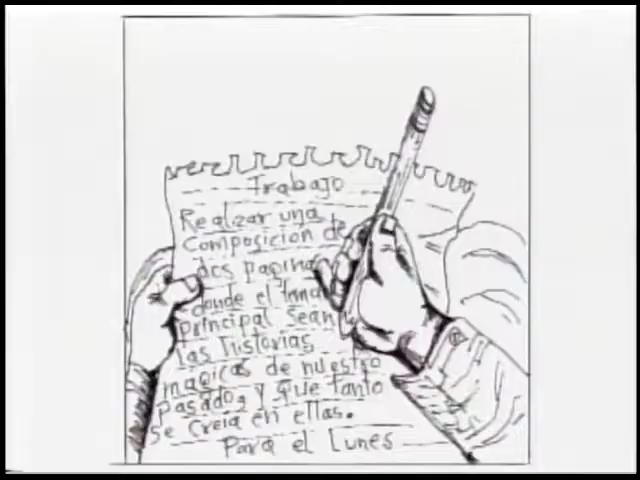 Trabajo
Realizar una
composicion de
dos pagina
donde el tema
principal sean
las historias
magicas de nuestro
pasado, y que tanto
se creia en ellas.
Para el Lunes